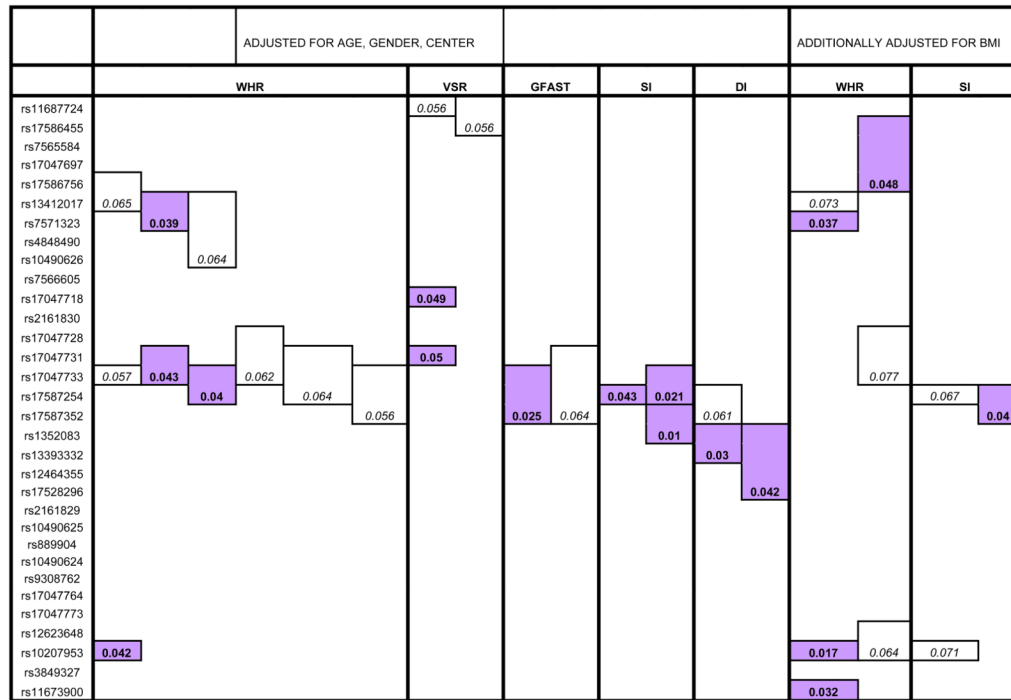 ADJUSTED FOR AGE, GENDER, CENTER ADDITIONALLY ADJUSTED FOR BMI
WHR VSR GFAST SI DI WHR SI
rs11687724 0.056
rs17586455 0.056
rs7565584
rs17047697
rs17586756 0.048
rs13412017 0.065 0.073
rs7571323 0.039 0.037
rs4848490
rs10490626 0.064
rs7566605
rs17047718 0.049
rs2161830
rs17047728
rs17047731 0.05
rs17047733 0.057 0.043 0.062 0.077
rs17587254 0.04 0.064 0.043 0.021 0.067
rs17587352 0.056 0.025 0.064 0.061 0.04
rs1352083 0.01
rs13393332 0.03
rs12464355
rs17528296 0.042
rs2161829
rs10490625
rs889904
rs10490624
rs9308762
rs17047764
rs17047773
rs12623648
rs10207953 0.042 0.017 0.064 0.071
rs3849327
rs11673900 0.032